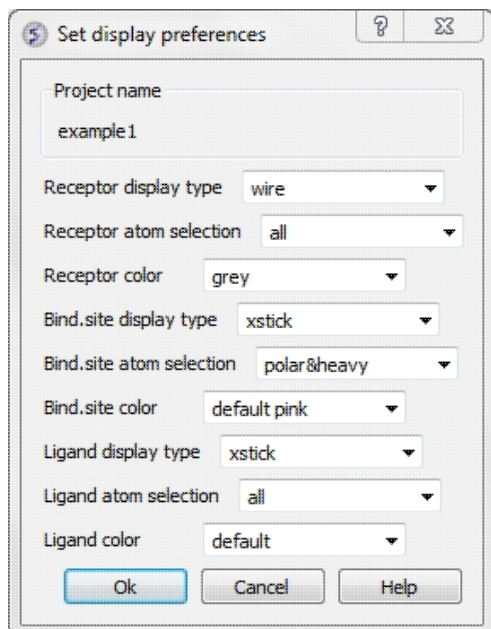 Set display preferences
Project name
example1
Receptor display type wire
Receptor atom selection all
Receptor color grey
Bind.site display type xstick
Bind.site atom selection polar&heavy
Bind.site color default pink
Ligand display type xstick
Ligand atom selection all
Ligand color default
Ok Cancel Help